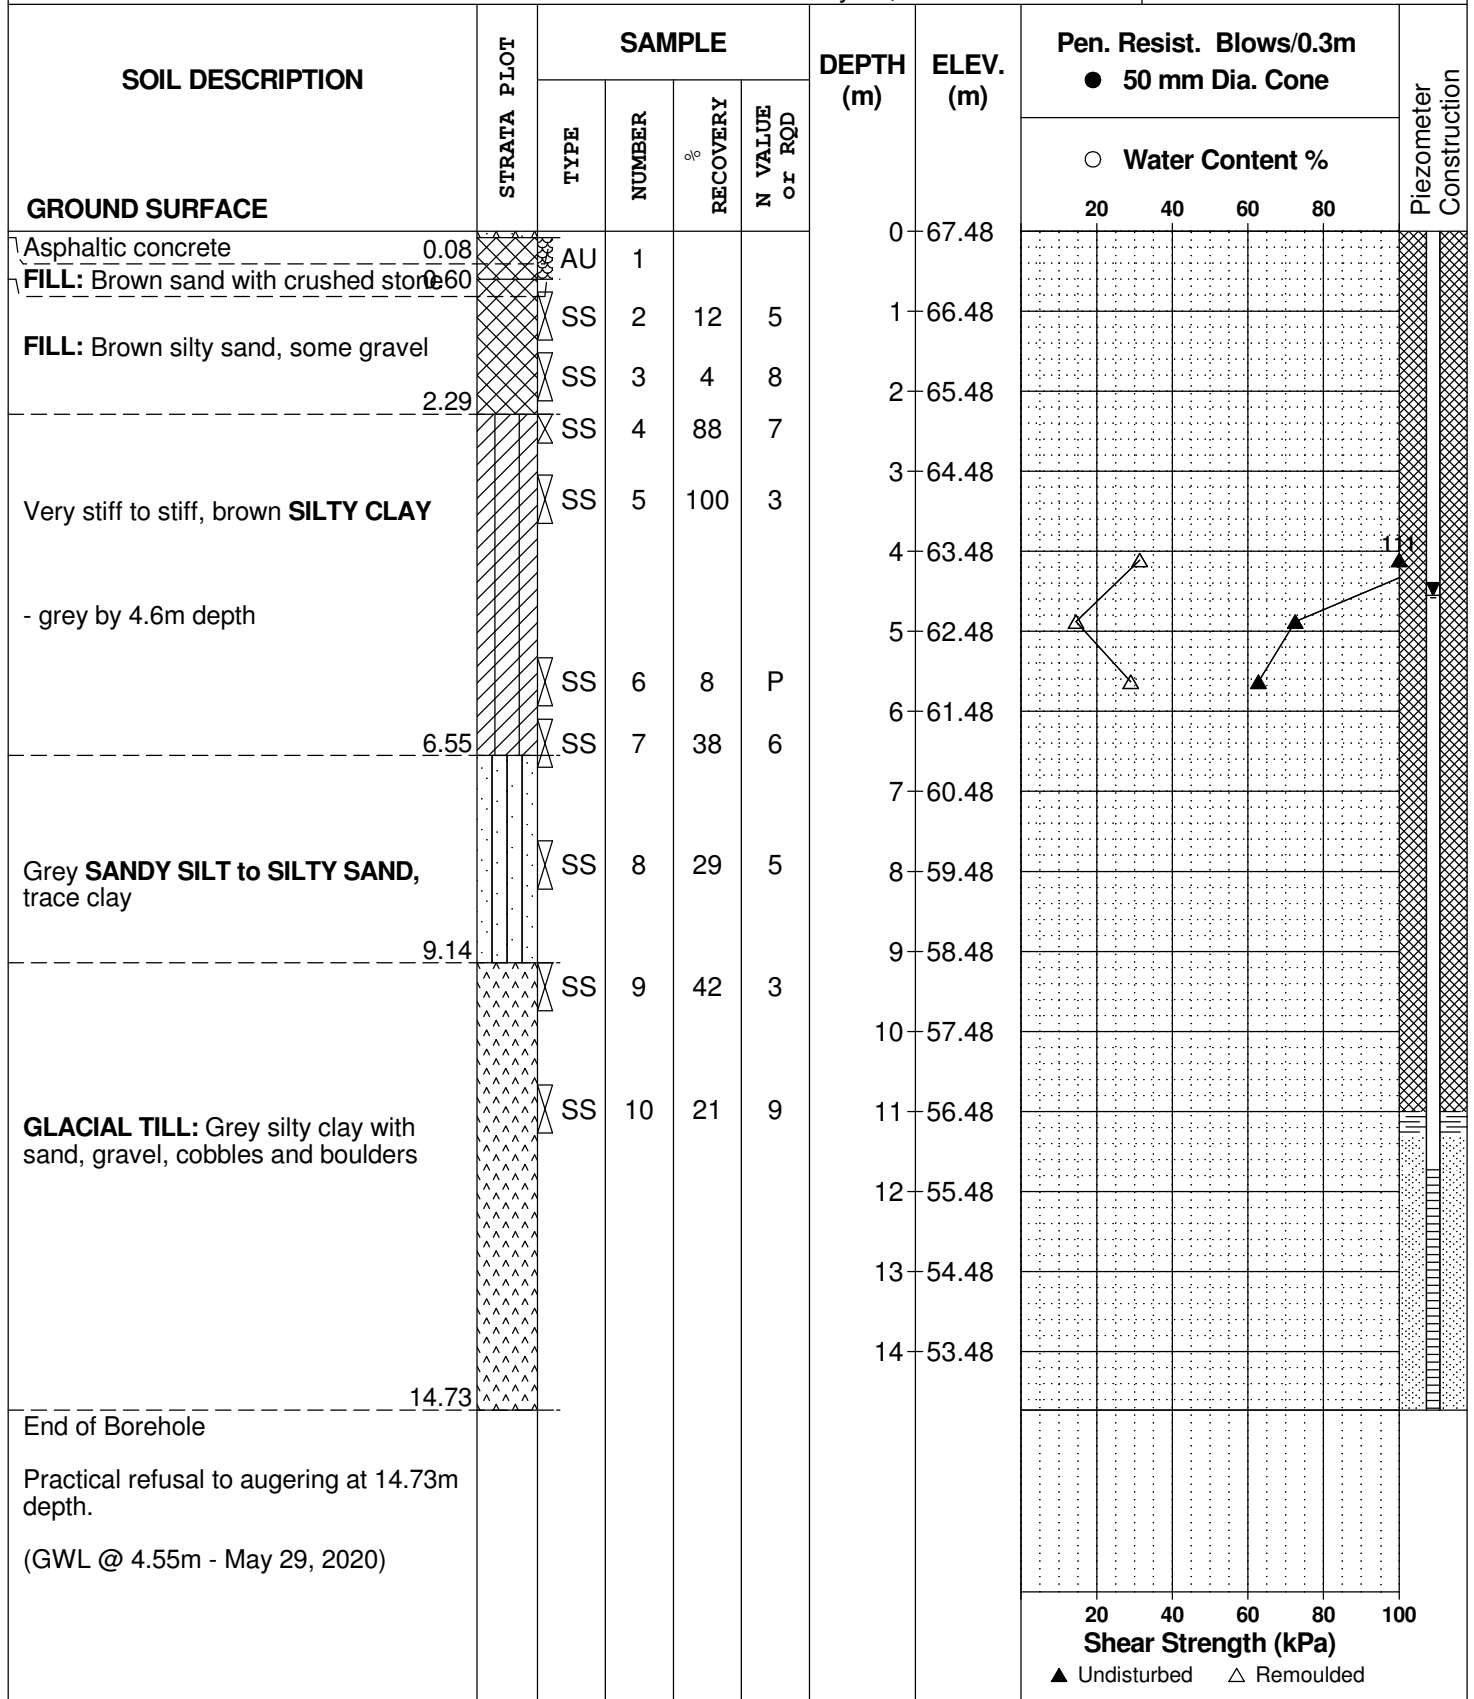 SOIL DESCRIPTION
GROUND SURFACE
STRATA PLOT
SAMPLE
TYPE
NUMBER
% RECOVERY
N VALUE or RQD
DEPTH (m)
ELEV. (m)
Pen. Resist. Blows/0.3m
● 50 mm Dia. Cone
○ Water Content %
20 40 60 80
Piezometer Construction
0 67.48
Asphaltic concrete 0.08
AU 1
FILL: Brown sand with crushed stone 0.60
1 66.48
SS 2 12 5
FILL: Brown silty sand, some gravel
SS 3 4 8
2 65.48
2.29
SS 4 88 7
3 64.48
SS 5 100 3
Very stiff to stiff, brown SILTY CLAY
4 63.48
111
- grey by 4.6m depth
5 62.48
SS 6 8 P
6 61.48
6.55
SS 7 38 6
7 60.48
SS 8 29 5
8 59.48
Grey SANDY SILT to SILTY SAND,
trace clay
9.14
9 58.48
SS 9 42 3
10 57.48
SS 10 21 9
11 56.48
GLACIAL TILL: Grey silty clay with
sand, gravel, cobbles and boulders
12 55.48
13 54.48
14 53.48
14.73
End of Borehole
Practical refusal to augering at 14.73m
depth.
(GWL @ 4.55m - May 29, 2020)
20 40 60 80 100
Shear Strength (kPa)
▲ Undisturbed △ Remoulded